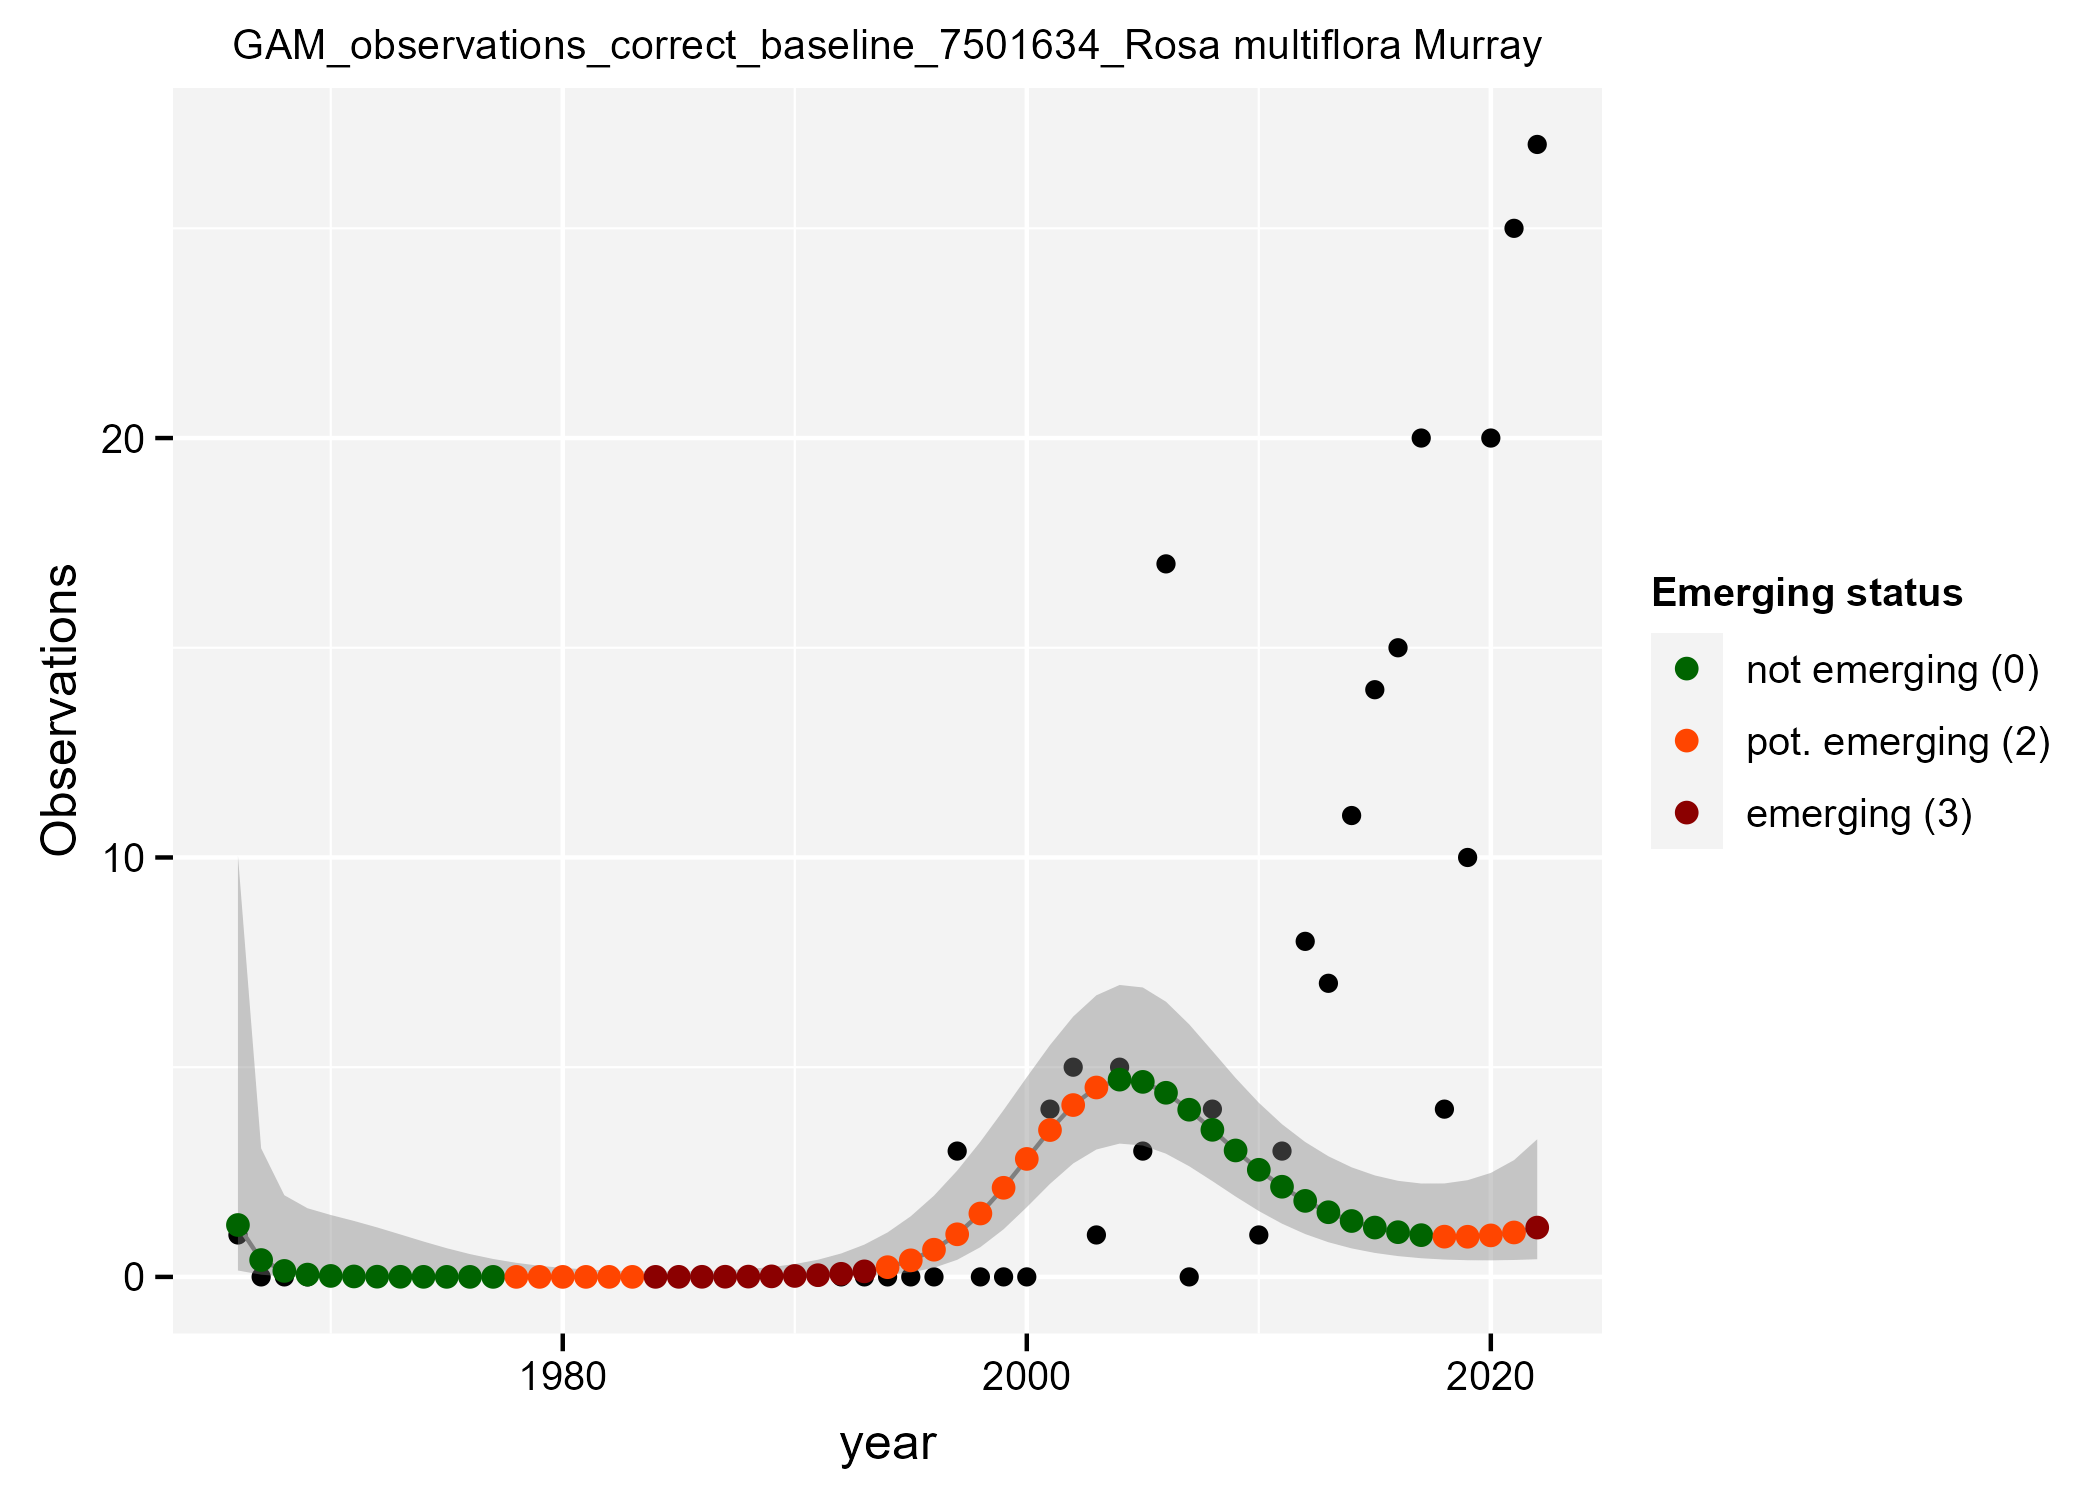 GAM_observations_correct_baseline_7501634_Rosa multiflora Murray
Observations
20
10
0
1980
2000
2020
year
Emerging status
not emerging (0)
pot. emerging (2)
emerging (3)